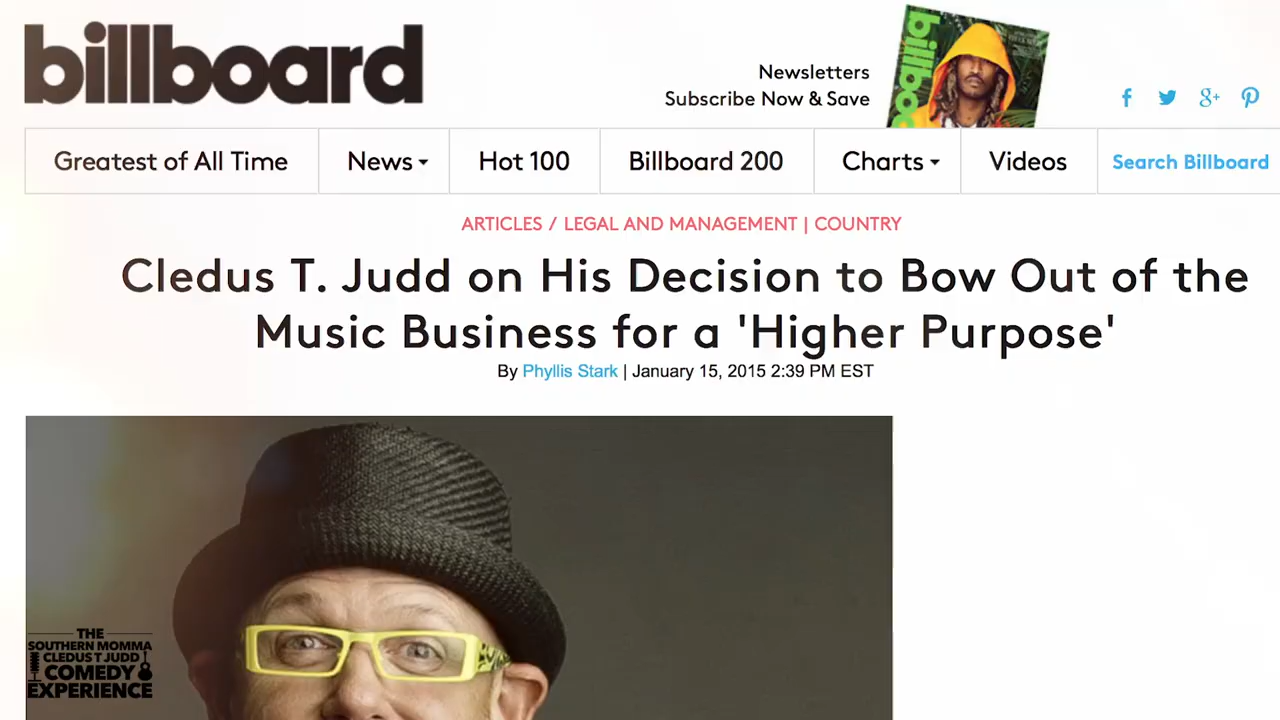 billboard
Newsletters
Subscribe Now & Save
billbo
Greatest of All Time
News
Hot 100
Billboard 200
Charts
Videos
Search Billboard
ARTICLES / LEGAL AND MANAGEMENT | COUNTRY
Cledus T. Judd on His Decision to Bow Out of the
Music Business for a 'Higher Purpose'
By Phyllis Stark | January 15, 2015 2:39 PM EST
THE
SOUTHERN MOMMA
CLEDUS T JUDD
COMEDY
EXPERIENCE